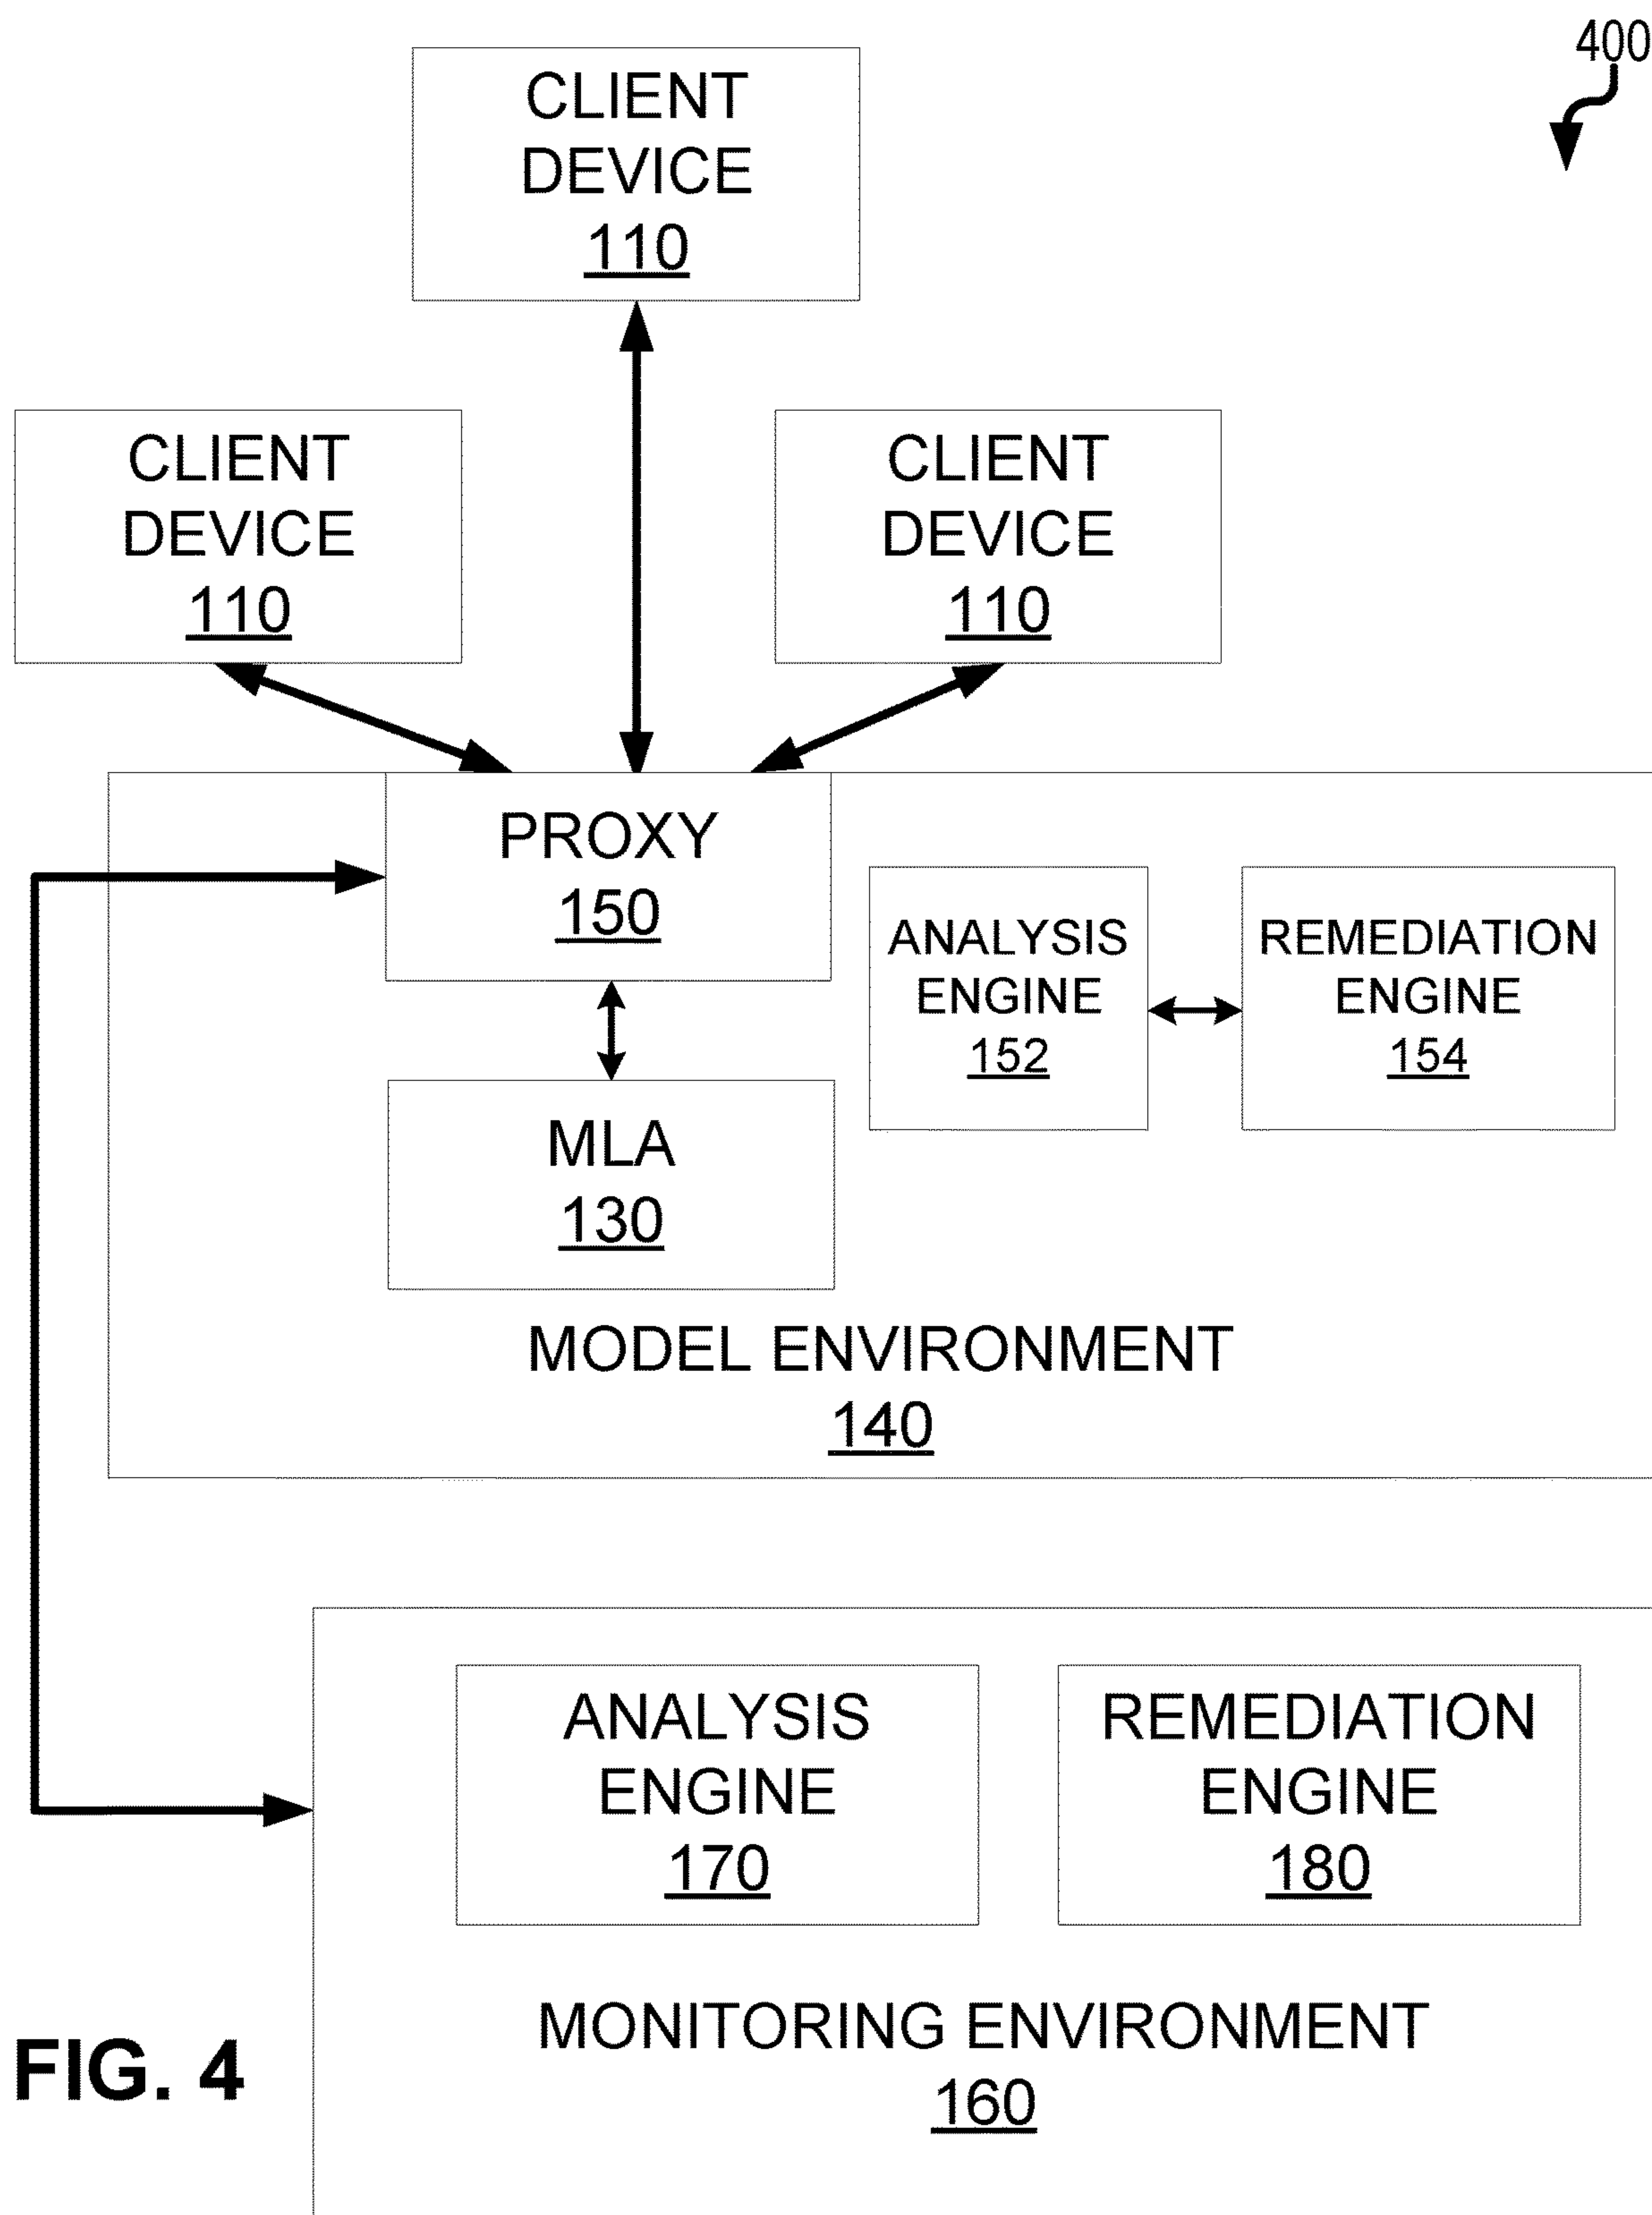 400
CLIENT
DEVICE
110
CLIENT
DEVICE
110
CLIENT
DEVICE
110
PROXY
150
ANALYSIS
ENGINE
152
REMEDIATION
ENGINE
154
MLA
130
MODEL ENVIRONMENT
140
ANALYSIS
ENGINE
170
REMEDIATION
ENGINE
180
MONITORING ENVIRONMENT
160
FIG. 4